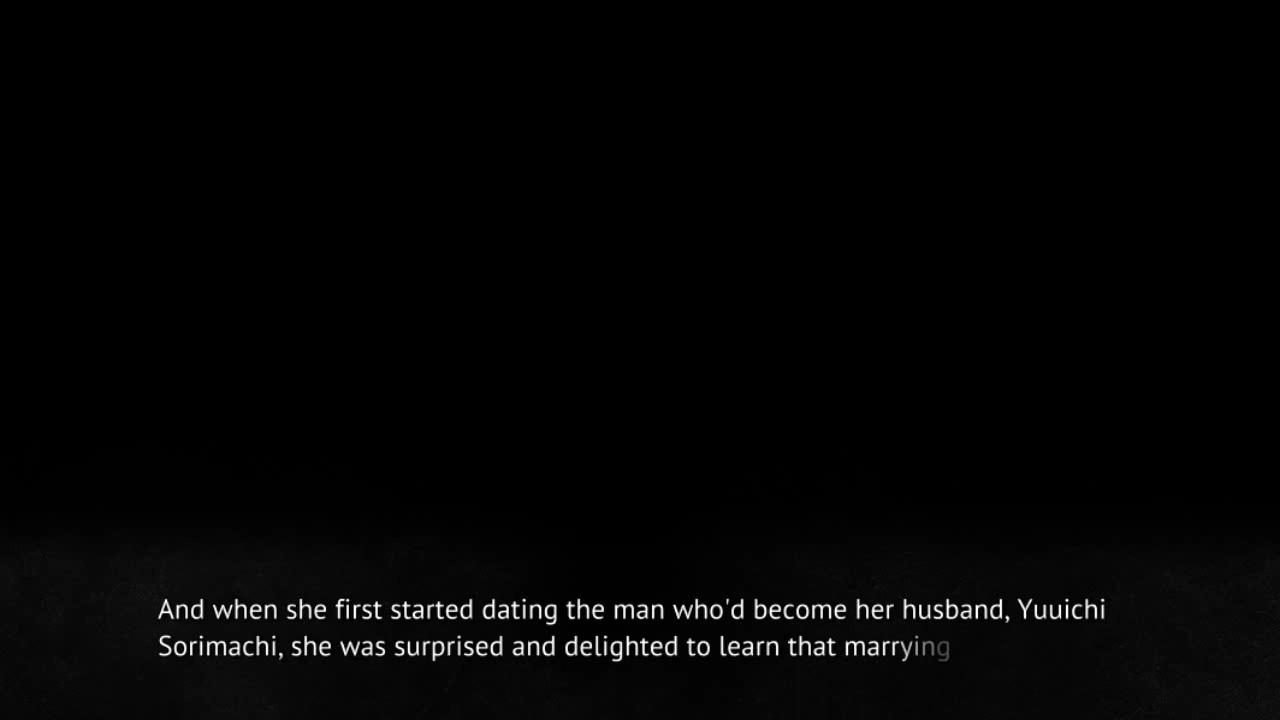 And when she first started dating the man who'd become her husband, Yuuichi
Sorimachi, she was surprised and delighted to learn that marrying